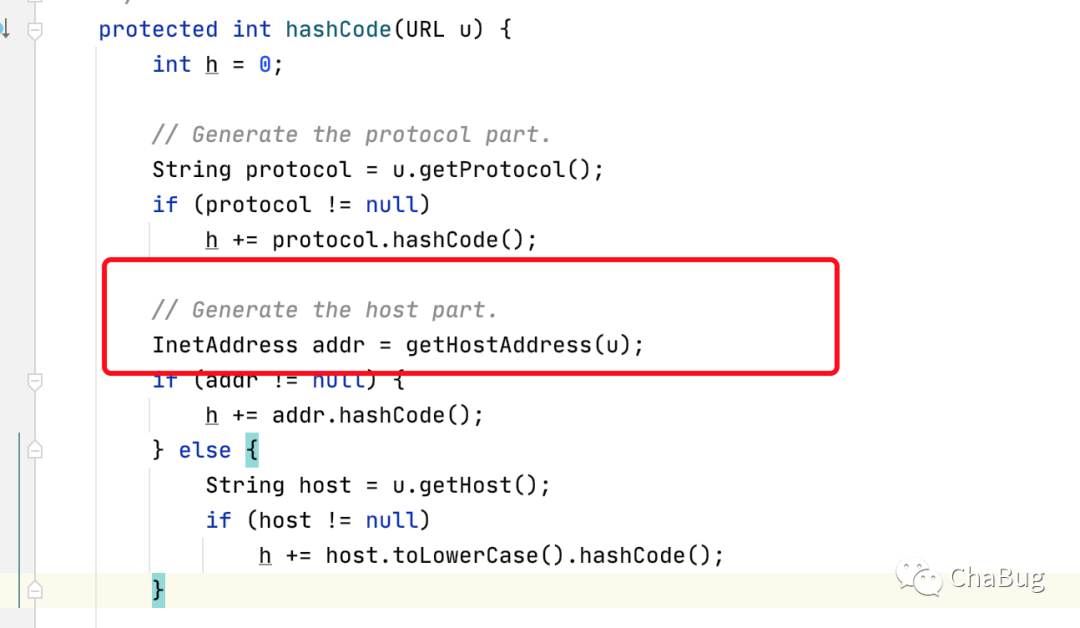 protected int hashCode(URL u) {
int h = 0;
// Generate the protocol part.
String protocol = u.getProtocol();
if (protocol != null)
h += protocol.hashCode();
// Generate the host part.
InetAddress addr = getHostAddress(u);
if (addr != null) {
h += addr.hashCode();
} else {
String host = u.getHost();
if (host != null)
h += host.toLowerCase().hashCode();
}
ChaBug